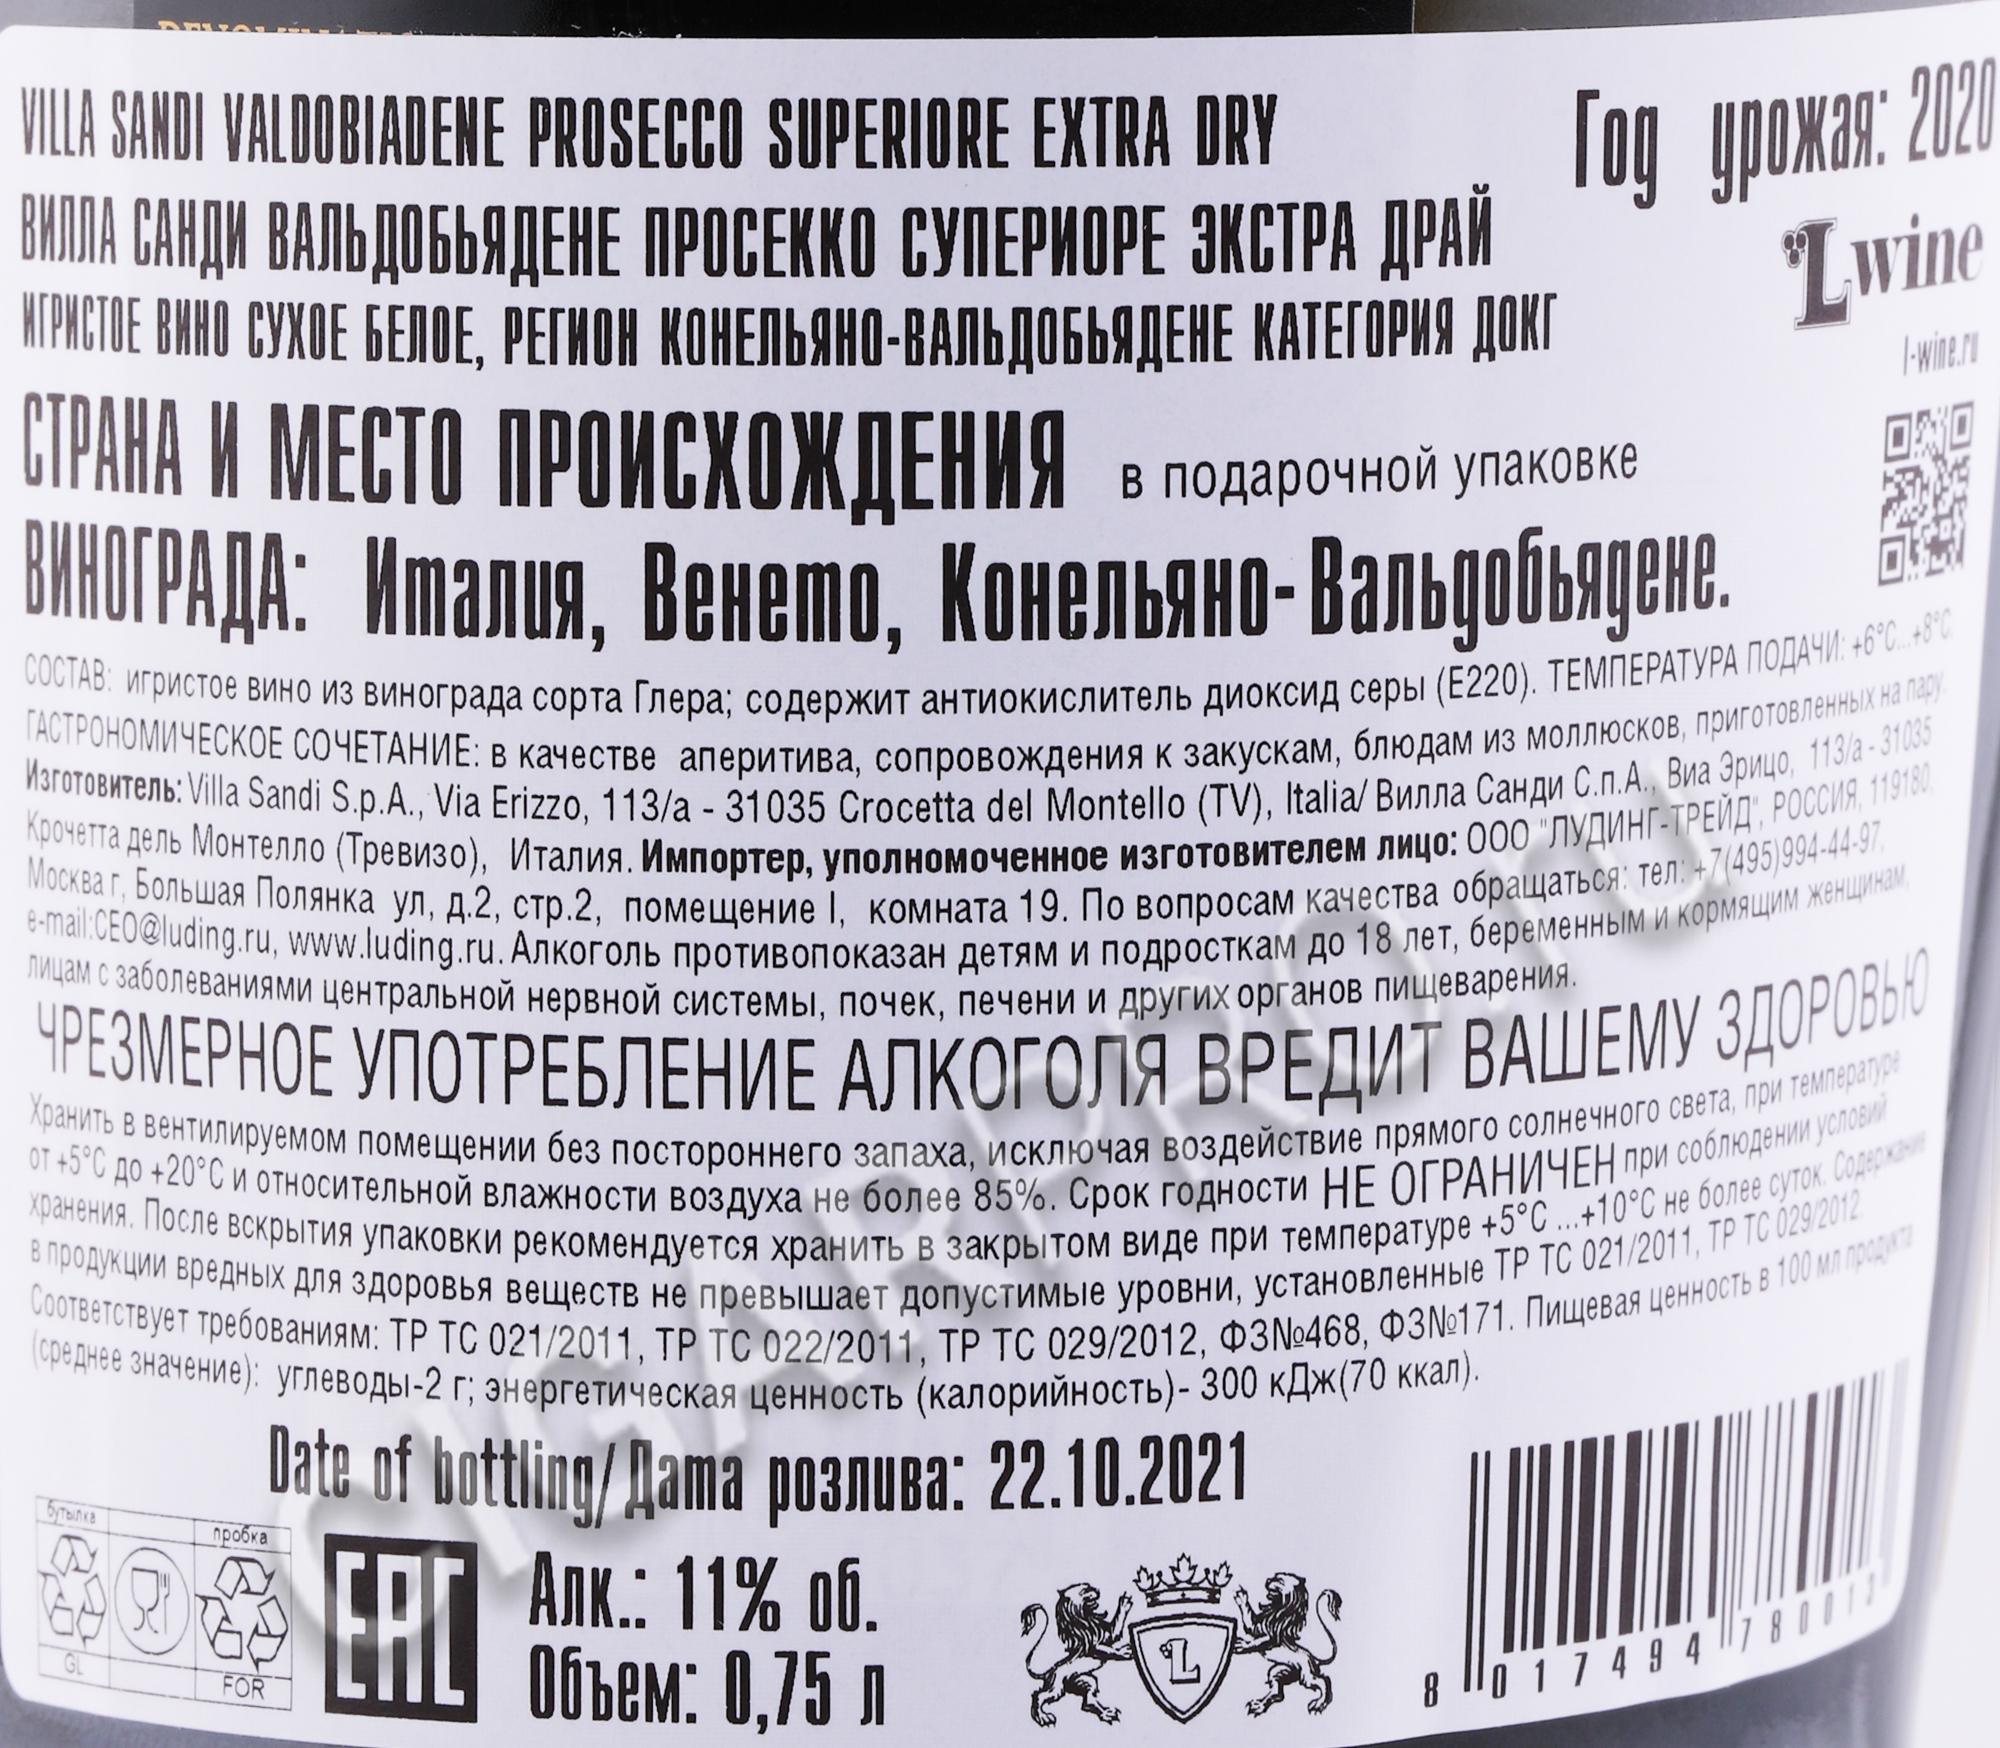 VILLA SANDI VALDOBIADENE PROSECCO SUPERIORE EXTRA DRY
Год урожая: 2020
ВИЛЛА САНДИ ВАЛЬДОБЬЯДЕНЕ ПРОСЕККО СУПЕРИОРЕ ЭКСТРА ДРАЙ
ИГРИСТОЕ ВИНО СУХОЕ БЕЛОЕ, РЕГИОН КОНЕЛЬЯНО-ВАЛЬДОБЬЯДЕНЕ КАТЕГОРИЯ ДОКГ
L wine
l-wine.ru
СТРАНА И МЕСТО ПРОИСХОЖДЕНИЯ в подарочной упаковке
ВИНОГРАДА: Италия, Венето, Конельяно-Вальдобьядене.
СОСТАВ: игристое вино из винограда сорта Глера; содержит антиокислитель диоксид серы (Е220). ТЕМПЕРАТУРА ПОДАЧИ: +6°С...+8°С.
ГАСТРОНОМИЧЕСКОЕ СОЧЕТАНИЕ: в качестве аперитива, сопровождения к закускам, блюдам из моллюсков, приготовленных на пару.
Изготовитель: Villa Sandi S.p.A., Via Erizzo, 113/a - 31035 Crocetta del Montello (TV), Italia/ Вилла Санди С.п.А., Виа Эрицо, 113/а - 31035
Крочетта дель Монтелло (Тревизо), Италия. Импортер, уполномоченное изготовителем лицо: ООО "ЛУДИНГ-ТРЕЙД", РОССИЯ, 119180,
Москва г, Большая Полянка ул, д.2, стр.2, помещение I, комната 19. По вопросам качества обращаться: тел: +7(495)994-44-97,
e-mail:CEO@luding.ru, www.luding.ru. Алкоголь противопоказан детям и подросткам до 18 лет, беременным и кормящим женщинам,
лицам с заболеваниями центральной нервной системы, почек, печени и других органов пищеварения.
ЧРЕЗМЕРНОЕ УПОТРЕБЛЕНИЕ АЛКОГОЛЯ ВРЕДИТ ВАШЕМУ ЗДОРОВЬЮ
Хранить в вентилируемом помещении без постороннего запаха, исключая воздействие прямого солнечного света, при температуре
от +5°С до +20°С и относительной влажности воздуха не более 85%. Срок годности НЕ ОГРАНИЧЕН при соблюдении условий
хранения. После вскрытия упаковки рекомендуется хранить в закрытом виде при температуре +5°С ...+10°С не более суток. Содержание
в продукции вредных для здоровья веществ не превышает допустимые уровни, установленные ТР ТС 021/2011, ТР ТС 029/2012.
Соответствует требованиям: ТР ТС 021/2011, ТР ТС 022/2011, ТР ТС 029/2012, ФЗ№468, ФЗ№171. Пищевая ценность в 100 мл продукта
(среднее значение): углеводы-2 г; энергетическая ценность (калорийность)- 300 кДж(70 ккал).
Date of bottling/Дата розлива: 22.10.2021
бутылка
пробка
GL
FOR
EAC
Алк.: 11% об.
Объем: 0,75 л
L
8 017494 780013
CIGARPRO.ru